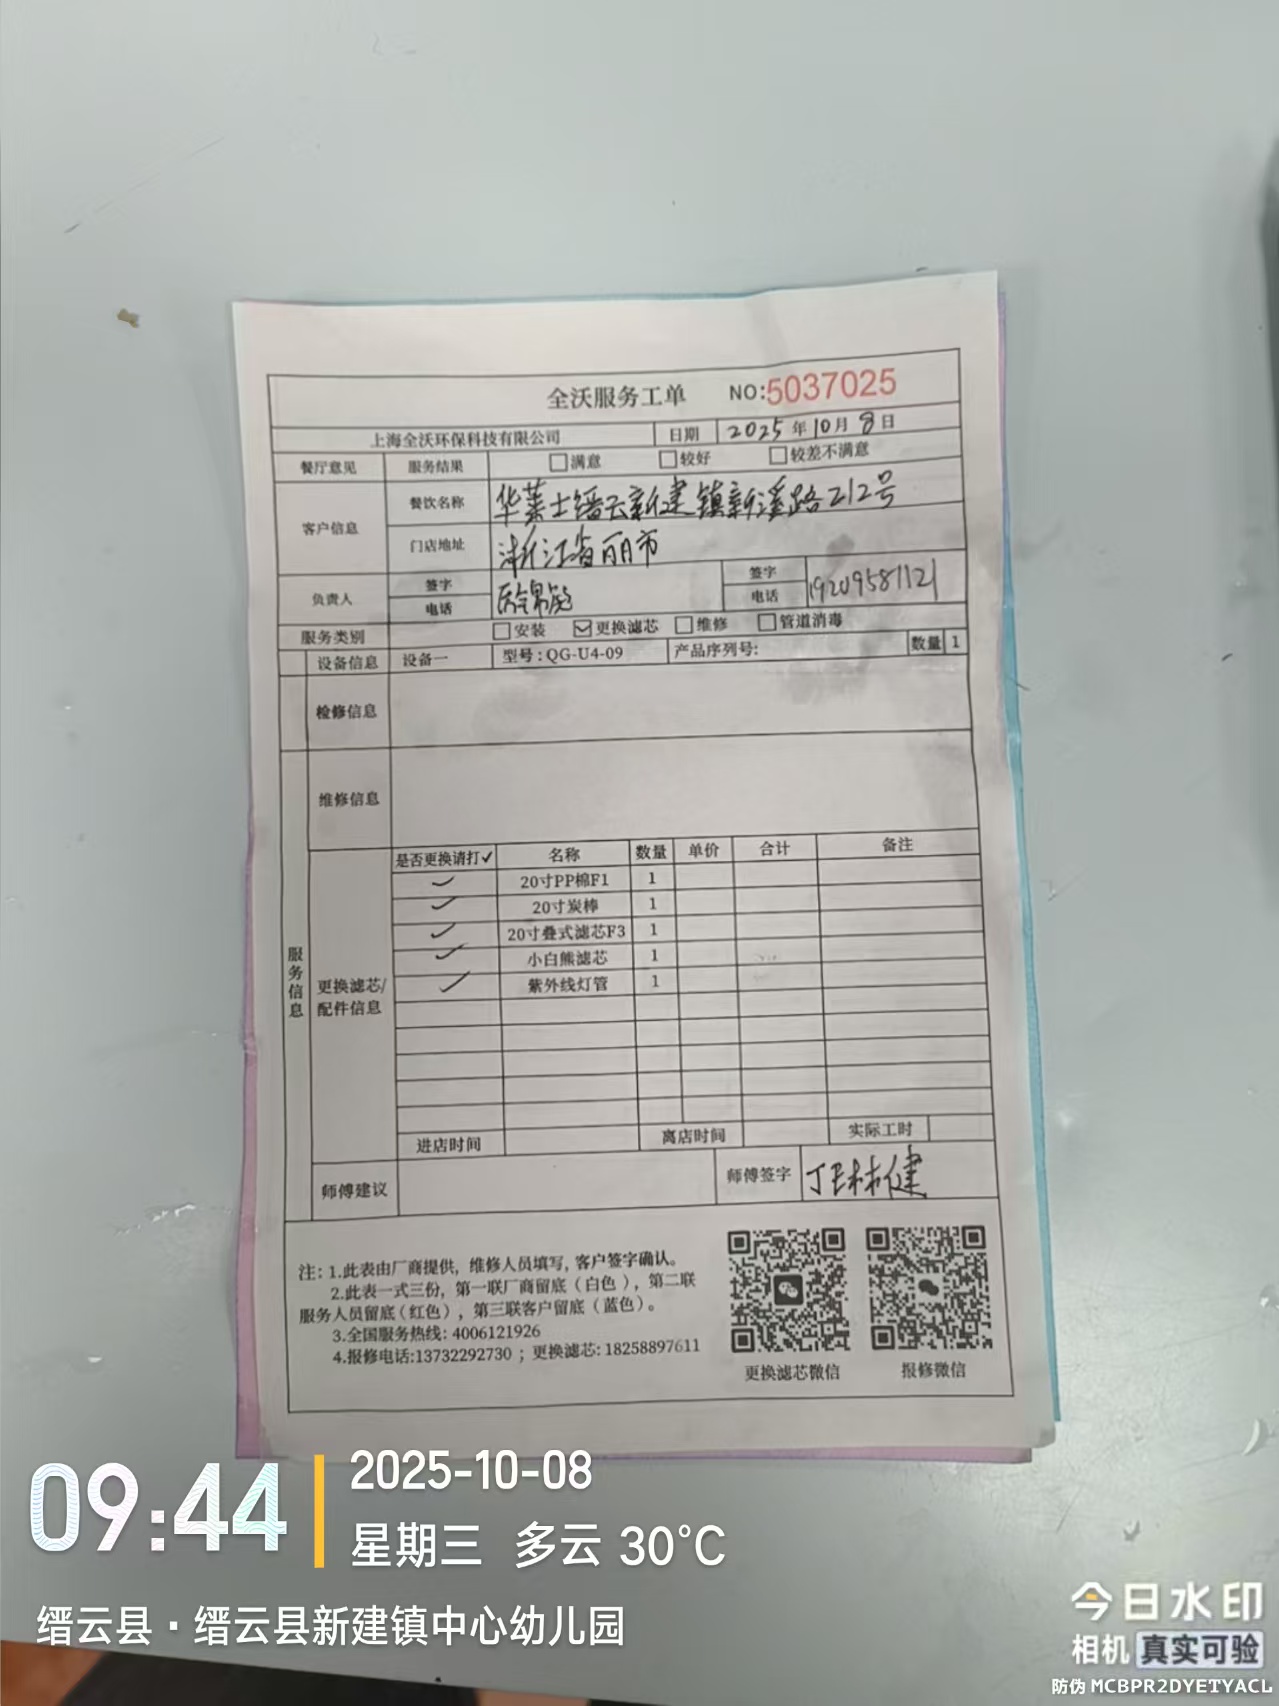 全沃服务工单 NO:5037025
上海全沃环保科技有限公司 日期 2025年10月8日
餐厅意见 服务结果 满意 较好 较差不满意
客户信息 餐饮名称 华莱士缙云新建镇新溪路212号
门店地址 浙江省丽水市
负责人 签字 签字
电话 电话 19209581121
服务类别 安装 更换滤芯 维修 管道消毒
设备信息 设备一 型号:QG-U4-09 产品序列号: 数量 1
检修信息
维修信息
服务信息
更换滤芯/配件信息
是否更换请打✓ 名称 数量 单价 合计 备注
✓ 20寸PP棉F1 1
✓ 20寸炭棒 1
✓ 20寸叠式滤芯F3 1
✓ 小白熊滤芯 1
✓ 紫外线灯管 1
进店时间 离店时间 实际工时
师傅建议 师傅签字
注:1.此表由厂商提供,维修人员填写,客户签字确认。
2.此表一式三份,第一联厂商留底(白色),第二联
服务人员留底(红色),第三联客户留底(蓝色)。
3.全国服务热线:4006121926
4.报修电话:13732292730;更换滤芯:18258897611
更换滤芯微信 报修微信
09:44
2025-10-08
星期三 多云 30°C
缙云县·缙云县新建镇中心幼儿园
今日水印
相机 真实可验
防伪 MCBPR2DYETYACL